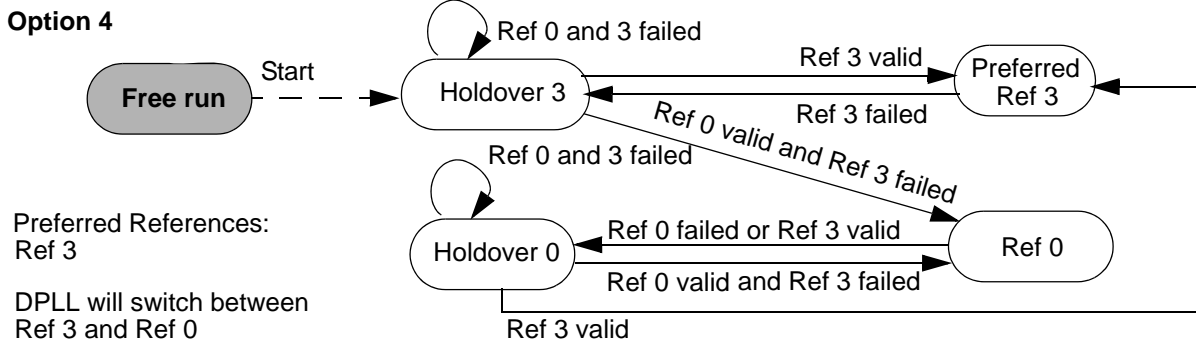 Option 4
Ref 0 and 3 failed
Start
Free run
Holdover 3
Ref 3 valid
Preferred
Ref 3
Ref 3 failed
Ref 0 valid and Ref 3 failed
Ref 0 and 3 failed
Preferred References:
Ref 3
Holdover 0
Ref 0 failed or Ref 3 valid
Ref 0
Ref 0 valid and Ref 3 failed
DPLL will switch between
Ref 3 and Ref 0
Ref 3 valid